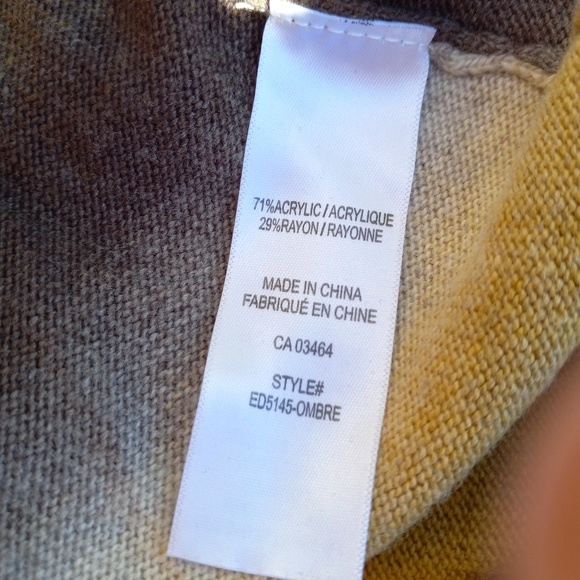 71%ACRYLIC/ACRYLIQUE
29%RAYON/RAYONNE
MADE IN CHINA
FABRIQUÉ EN CHINE
CA 03464
STYLE#
ED5145-OMBRE